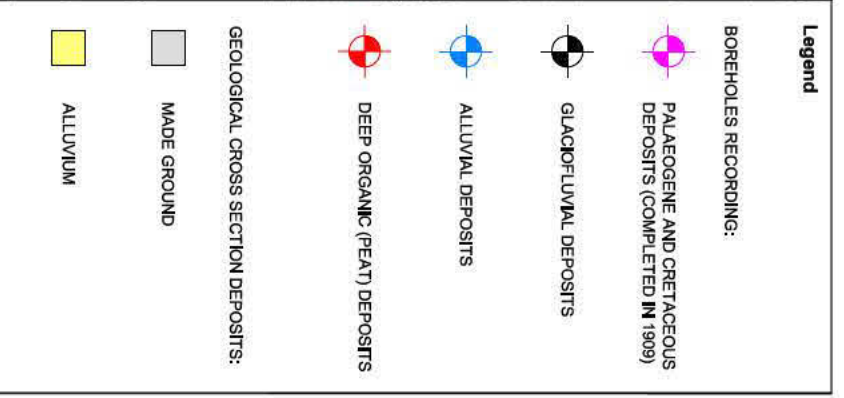 Legend
BOREHOLES RECORDING:
PALAEOGENE AND CRETACEOUS
DEPOSITS (COMPLETED IN 1909)
GLACIOFLUVIAL DEPOSITS
ALLUVIAL DEPOSITS
DEEP ORGANIC (PEAT) DEPOSITS
GEOLOGICAL CROSS SECTION DEPOSITS:
MADE GROUND
ALLUVIUM